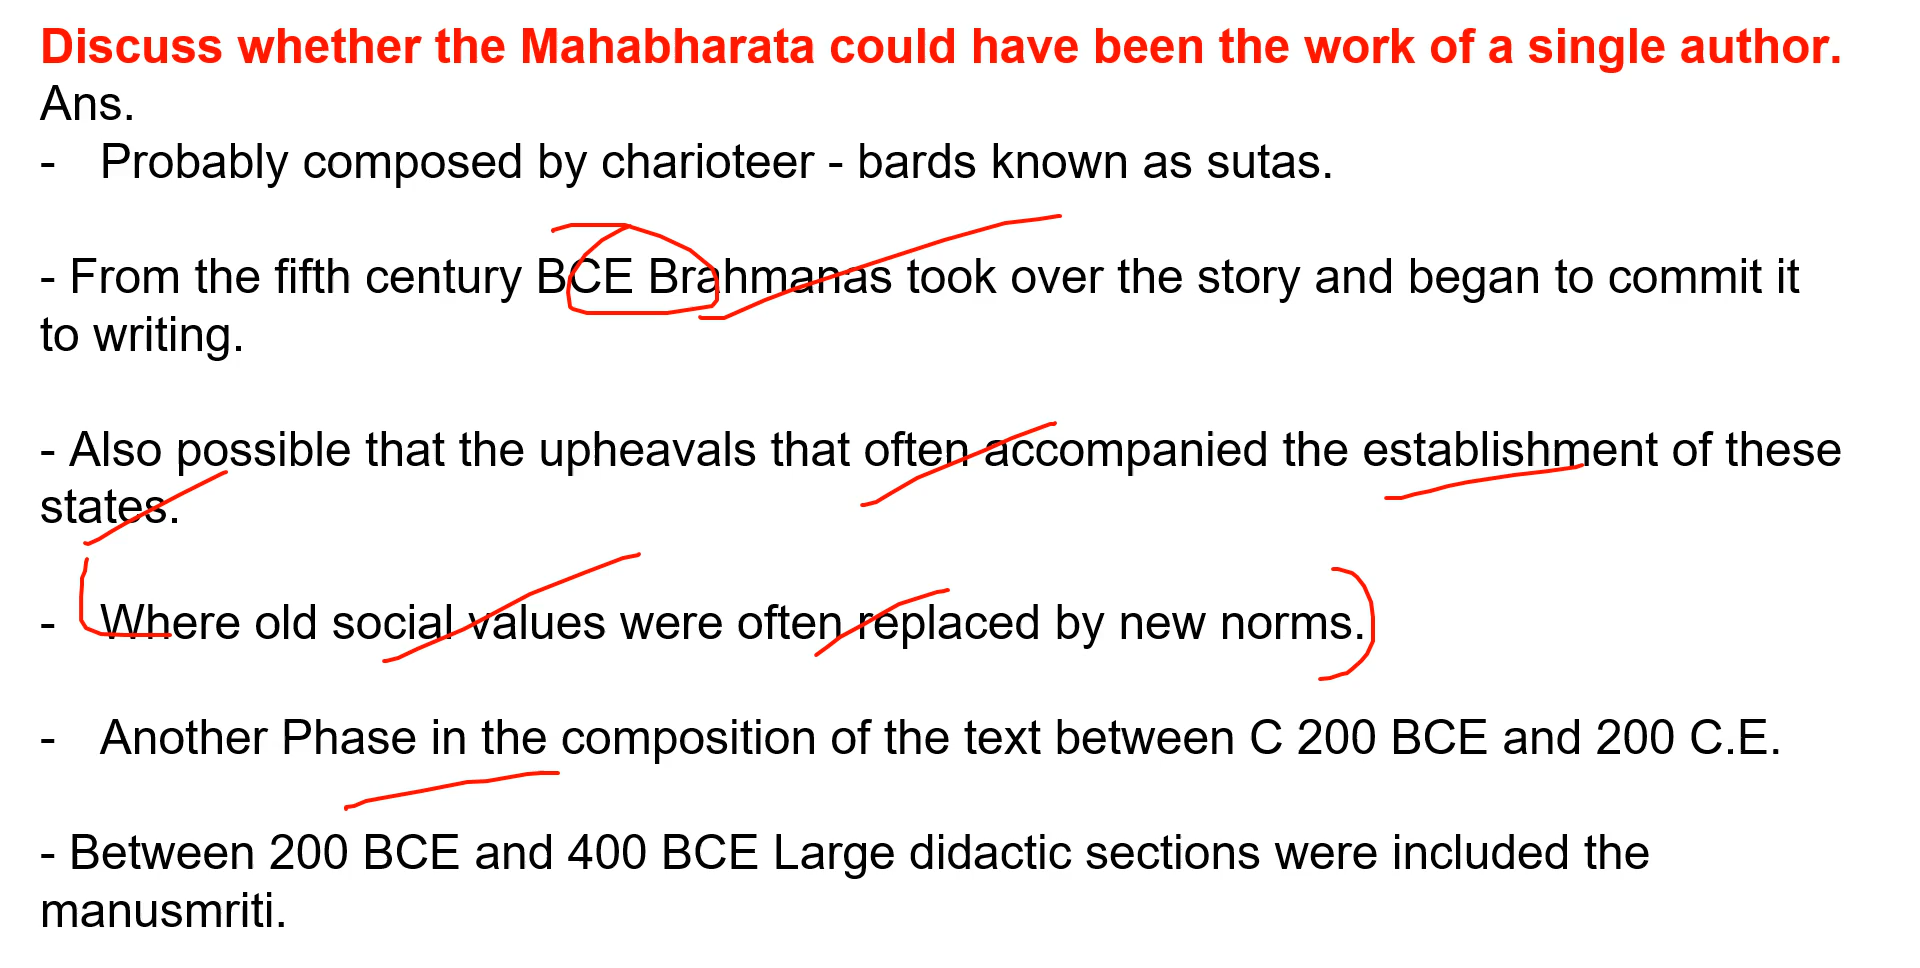 Discuss whether the Mahabharata could have been the work of a single author.
Ans.
- Probably composed by charioteer - bards known as sutas.
- From the fifth century BCE Brahmanas took over the story and began to commit it
to writing.
- Also possible that the upheavals that often accompanied the establishment of these
states.
- Where old social values were often replaced by new norms.
- Another Phase in the composition of the text between C 200 BCE and 200 C.E.
- Between 200 BCE and 400 BCE Large didactic sections were included the
manusmriti.